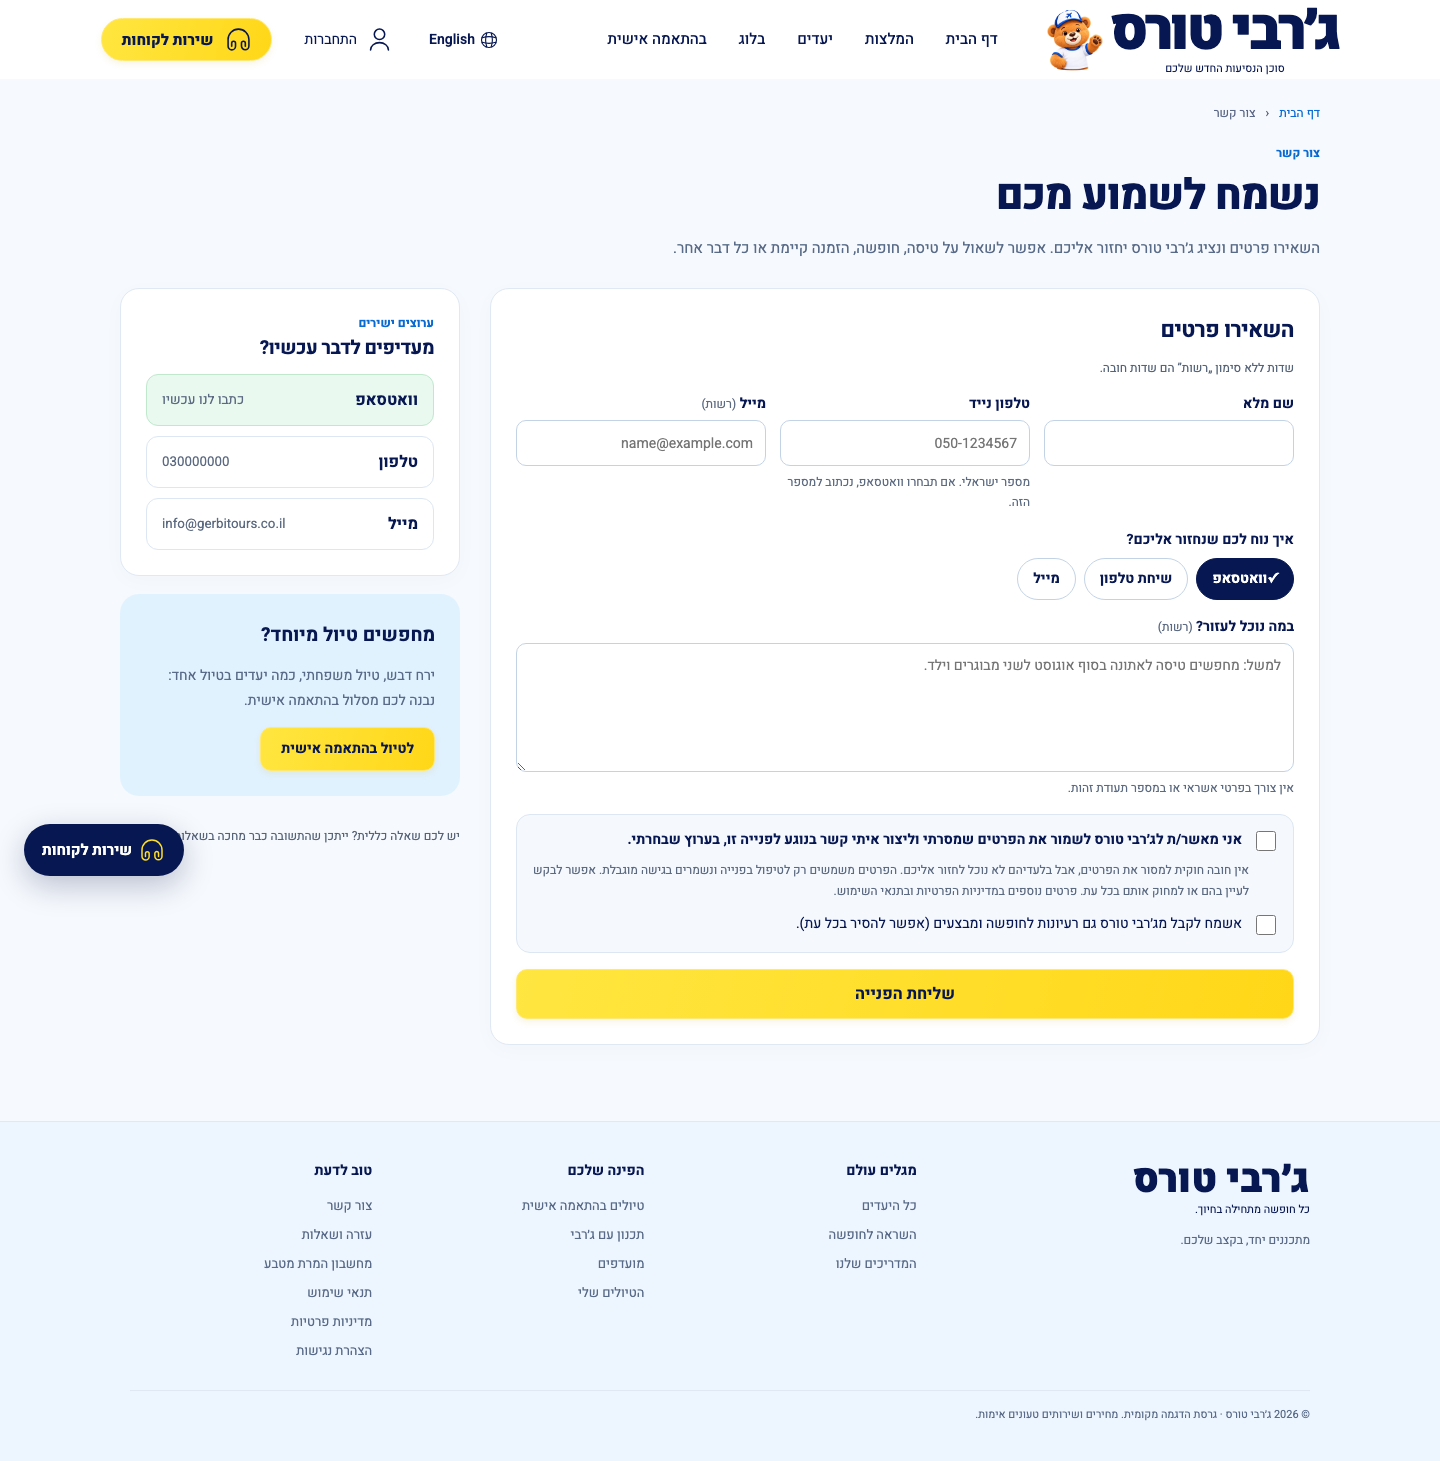 ג׳רבי טורס
סוכן הנסיעות החדש שלכם
דף הבית
המלצות
יעדים
בלוג
בהתאמה אישית
English
התחברות
שירות לקוחות
דף הבית › צור קשר
צור קשר
נשמח לשמוע מכם
השאירו פרטים ונציג ג׳רבי טורס יחזור אליכם. אפשר לשאול על טיסה, חופשה, הזמנה קיימת או כל דבר אחר.
השאירו פרטים
שדות ללא סימון „רשות” הם שדות חובה.
שם מלא
טלפון נייד
050-1234567
מספר ישראלי. אם תבחרו וואטסאפ, נכתוב למספר
הזה.
מייל (רשות)
name@example.com
איך נוח לכם שנחזור אליכם?
✓וואטסאפ
שיחת טלפון
מייל
במה נוכל לעזור? (רשות)
למשל: מחפשים טיסה לאתונה בסוף אוגוסט לשני מבוגרים וילד.
אין צורך בפרטי אשראי או במספר תעודת זהות.
אני מאשר/ת לג׳רבי טורס לשמור את הפרטים שמסרתי וליצור איתי קשר בנוגע לפנייה זו, בערוץ שבחרתי.
אין חובה חוקית למסור את הפרטים, אבל בלעדיהם לא נוכל לחזור אליכם. הפרטים משמשים רק לטיפול בפנייה ונשמרים בגישה מוגבלת. אפשר לבקש
לעיין בהם או למחוק אותם בכל עת. פרטים נוספים במדיניות הפרטיות ובתנאי השימוש.
אשמח לקבל מג׳רבי טורס גם רעיונות לחופשה ומבצעים (אפשר להסיר בכל עת).
שליחת הפנייה
ערוצים ישירים
מעדיפים לדבר עכשיו?
וואטסאפ
כתבו לנו עכשיו
טלפון
030000000
מייל
info@gerbitours.co.il
מחפשים טיול מיוחד?
ירח דבש, טיול משפחתי, כמה יעדים בטיול אחד:
נבנה לכם מסלול בהתאמה אישית.
לטיול בהתאמה אישית
יש לכם שאלה כללית? ייתכן שהתשובה כבר מחכה
שירות לקוחות
ג׳רבי טורס
כל חופשה מתחילה בחיוך.
מתכננים יחד, בקצב שלכם.
מגלים עולם
כל היעדים
השראה לחופשה
המדריכים שלנו
הפינה שלכם
טיולים בהתאמה אישית
תכנון עם ג׳רבי
מועדפים
הטיולים שלי
טוב לדעת
צור קשר
עזרה ושאלות
מחשבון המרת מטבע
תנאי שימוש
מדיניות פרטיות
הצהרת נגישות
© 2026 ג׳רבי טורס · גרסת הדגמה מקומית. מחירים ושירותים טעונים אימות.